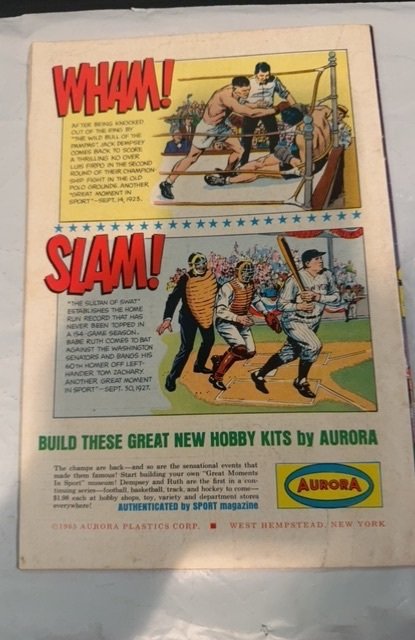 WHAM!
AFTER BEING KNOCKED
OUT OF THE RING BY
"THE WILD BULL OF THE
PAMPAS", JACK DEMPSEY
COMES BACK TO SCORE
A THRILLING KO OVER
LUIS FIRPO IN THE SECOND
ROUND OF THEIR CHAMPION-
SHIP FIGHT IN THE OLD
POLO GROUNDS. ANOTHER
"GREAT MOMENT IN
SPORT"—SEPT. 14, 1923.
SLAM!
"THE SULTAN OF SWAT"
ESTABLISHES THE HOME
RUN RECORD THAT HAS
NEVER BEEN TOPPED IN
A 154-GAME SEASON.
BABE RUTH COMES TO BAT
AGAINST THE WASHINGTON
SENATORS AND BANGS HIS
60TH HOMER OFF LEFT-
HANDER TOM ZACHARY.
ANOTHER "GREAT MOMENT
IN SPORT"—SEPT. 30, 1927.
BUILD THESE GREAT NEW HOBBY KITS by AURORA
The champs are back—and so are the sensational events that
made them famous! Start building your own "Great Moments
In Sport" museum! Dempsey and Ruth are the first in a con-
tinuing series—football, basketball, track, and hockey to come—
$1.98 each at hobby shops, toy, variety and department stores
everywhere! AUTHENTICATED by SPORT magazine
AURORA
©1965 AURORA PLASTICS CORP. ■ WEST HEMPSTEAD, NEW YORK